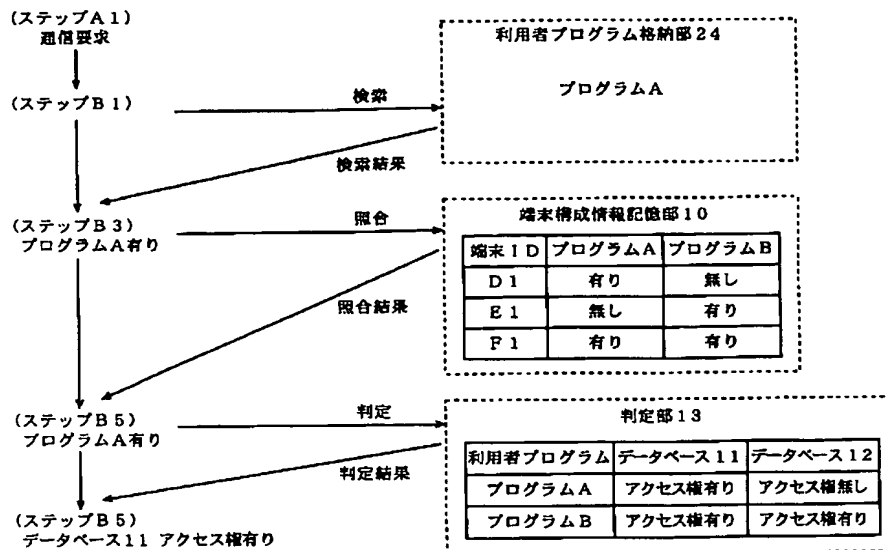 (ステップA1)
通信要求
利用者プログラム格納部24
プログラムA
(ステップB1)
検索
検索結果
(ステップB3)
プログラムA有り
照合
端末構成情報記憶部10
端末ID プログラムA プログラムB
D1 有り 無し
E1 無し 有り
F1 有り 有り
照合結果
(ステップB5)
プログラムA有り
判定
判定部13
利用者プログラム データベース11 データベース12
プログラムA アクセス権有り アクセス権無し
プログラムB アクセス権有り アクセス権有り
判定結果
(ステップB5)
データベース11 アクセス権有り